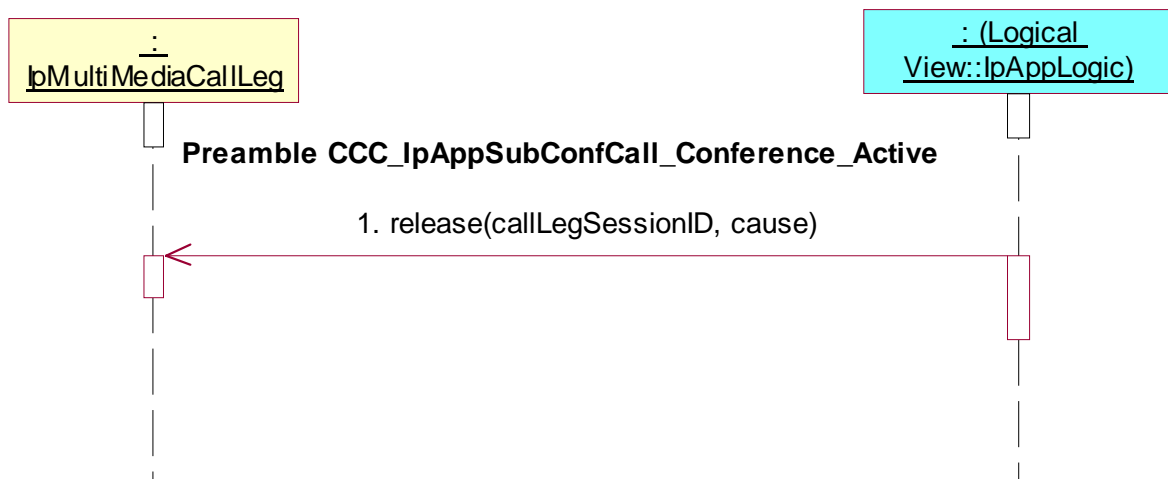 :
IpMultiMediaCallLeg
: (Logical
View::IpAppLogic)
Preamble CCC_IpAppSubConfCall_Conference_Active
1. release(callLegSessionID, cause)